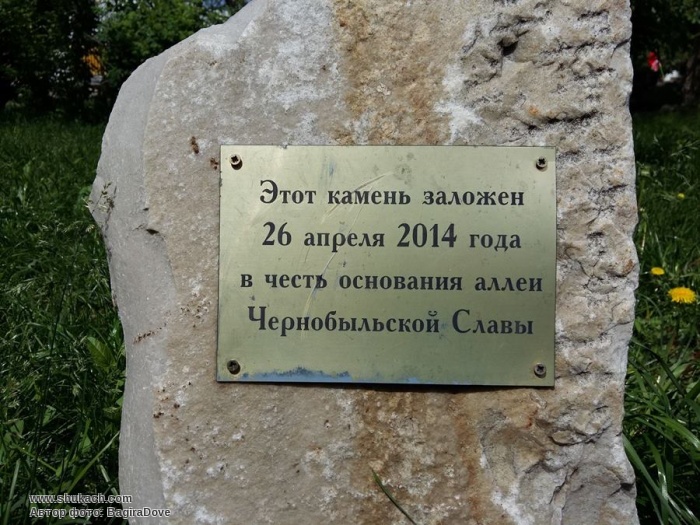 Этот камень заложен
26 апреля 2014 года
в честь основания аллеи
Чернобыльской Славы
www.shukach.com
Автор фото: BagiraDove